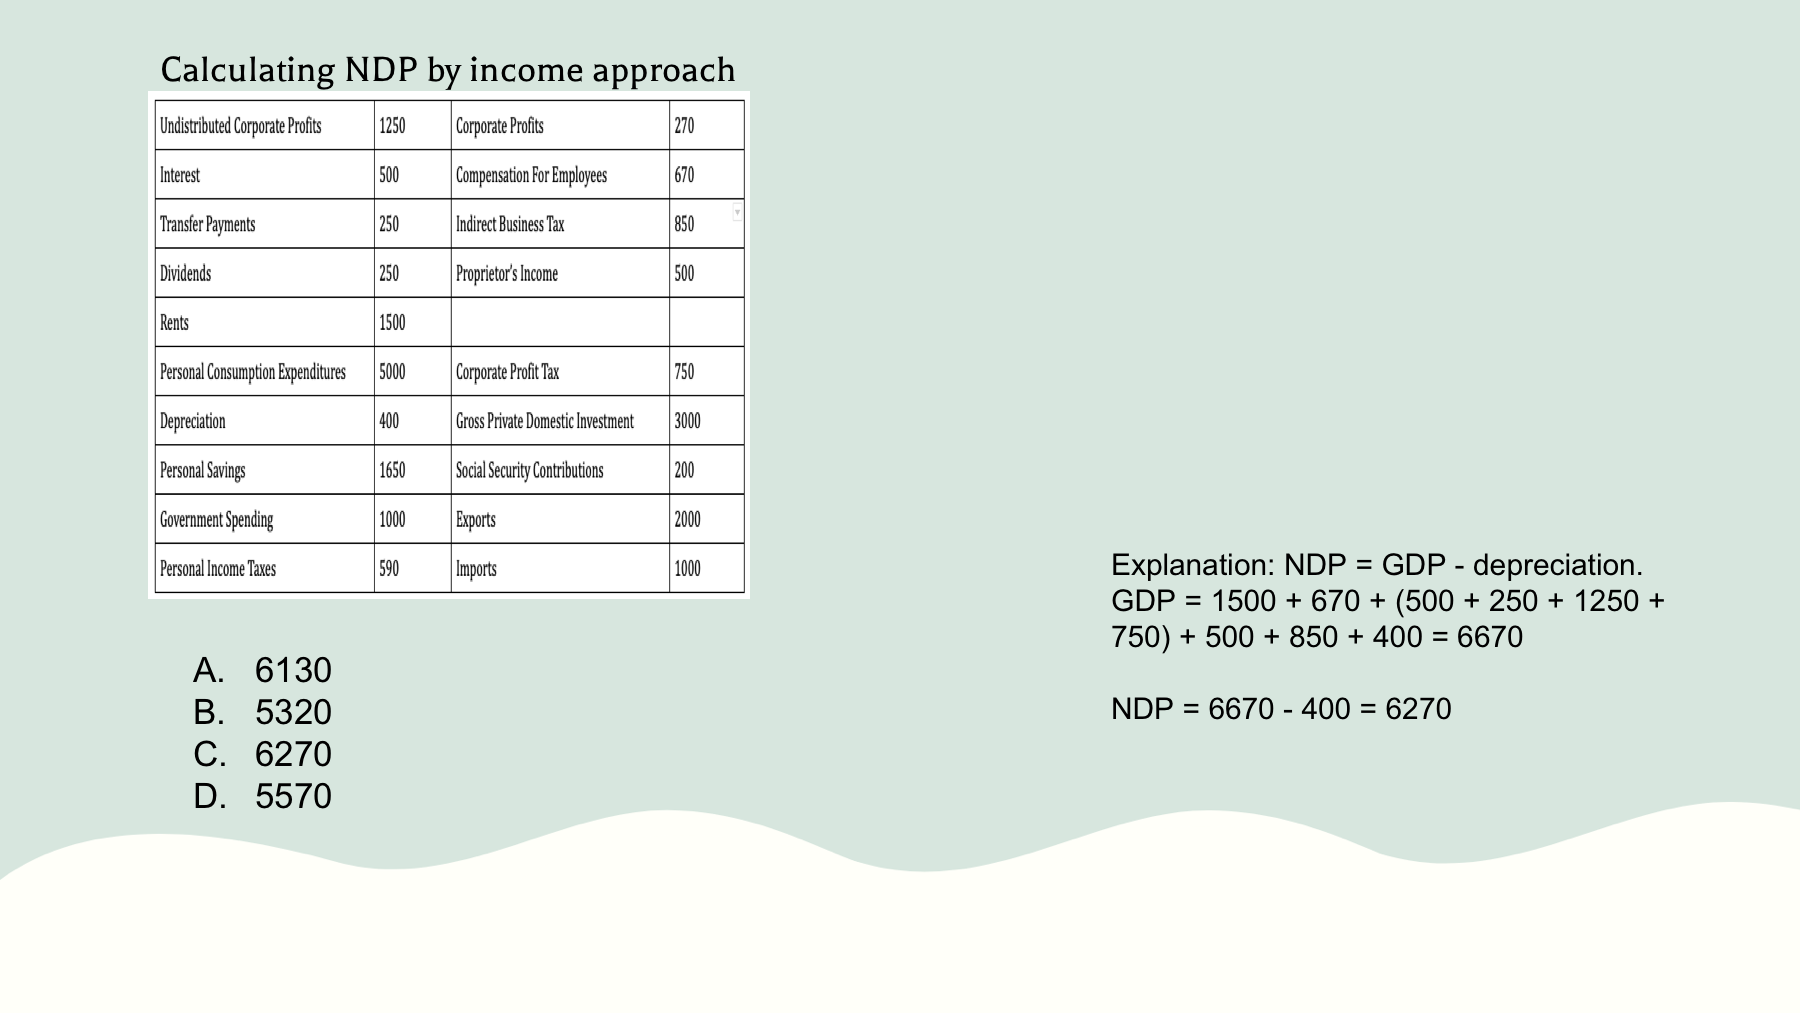 Calculating NDP by income approach
Undistributed Corporate Profits 1250 Corporate Profits 270
Interest 500 Compensation For Employees 670
Transfer Payments 250 Indirect Business Tax 850
Dividends 250 Proprietor's Income 500
Rents 1500
Personal Consumption Expenditures 5000 Corporate Profit Tax 750
Depreciation 400 Gross Private Domestic Investment 3000
Personal Savings 1650 Social Security Contributions 200
Government Spending 1000 Exports 2000
Personal Income Taxes 590 Imports 1000
A. 6130
B. 5320
C. 6270
D. 5570
Explanation: NDP = GDP - depreciation.
GDP = 1500 + 670 + (500 + 250 + 1250 +
750) + 500 + 850 + 400 = 6670
NDP = 6670 - 400 = 6270